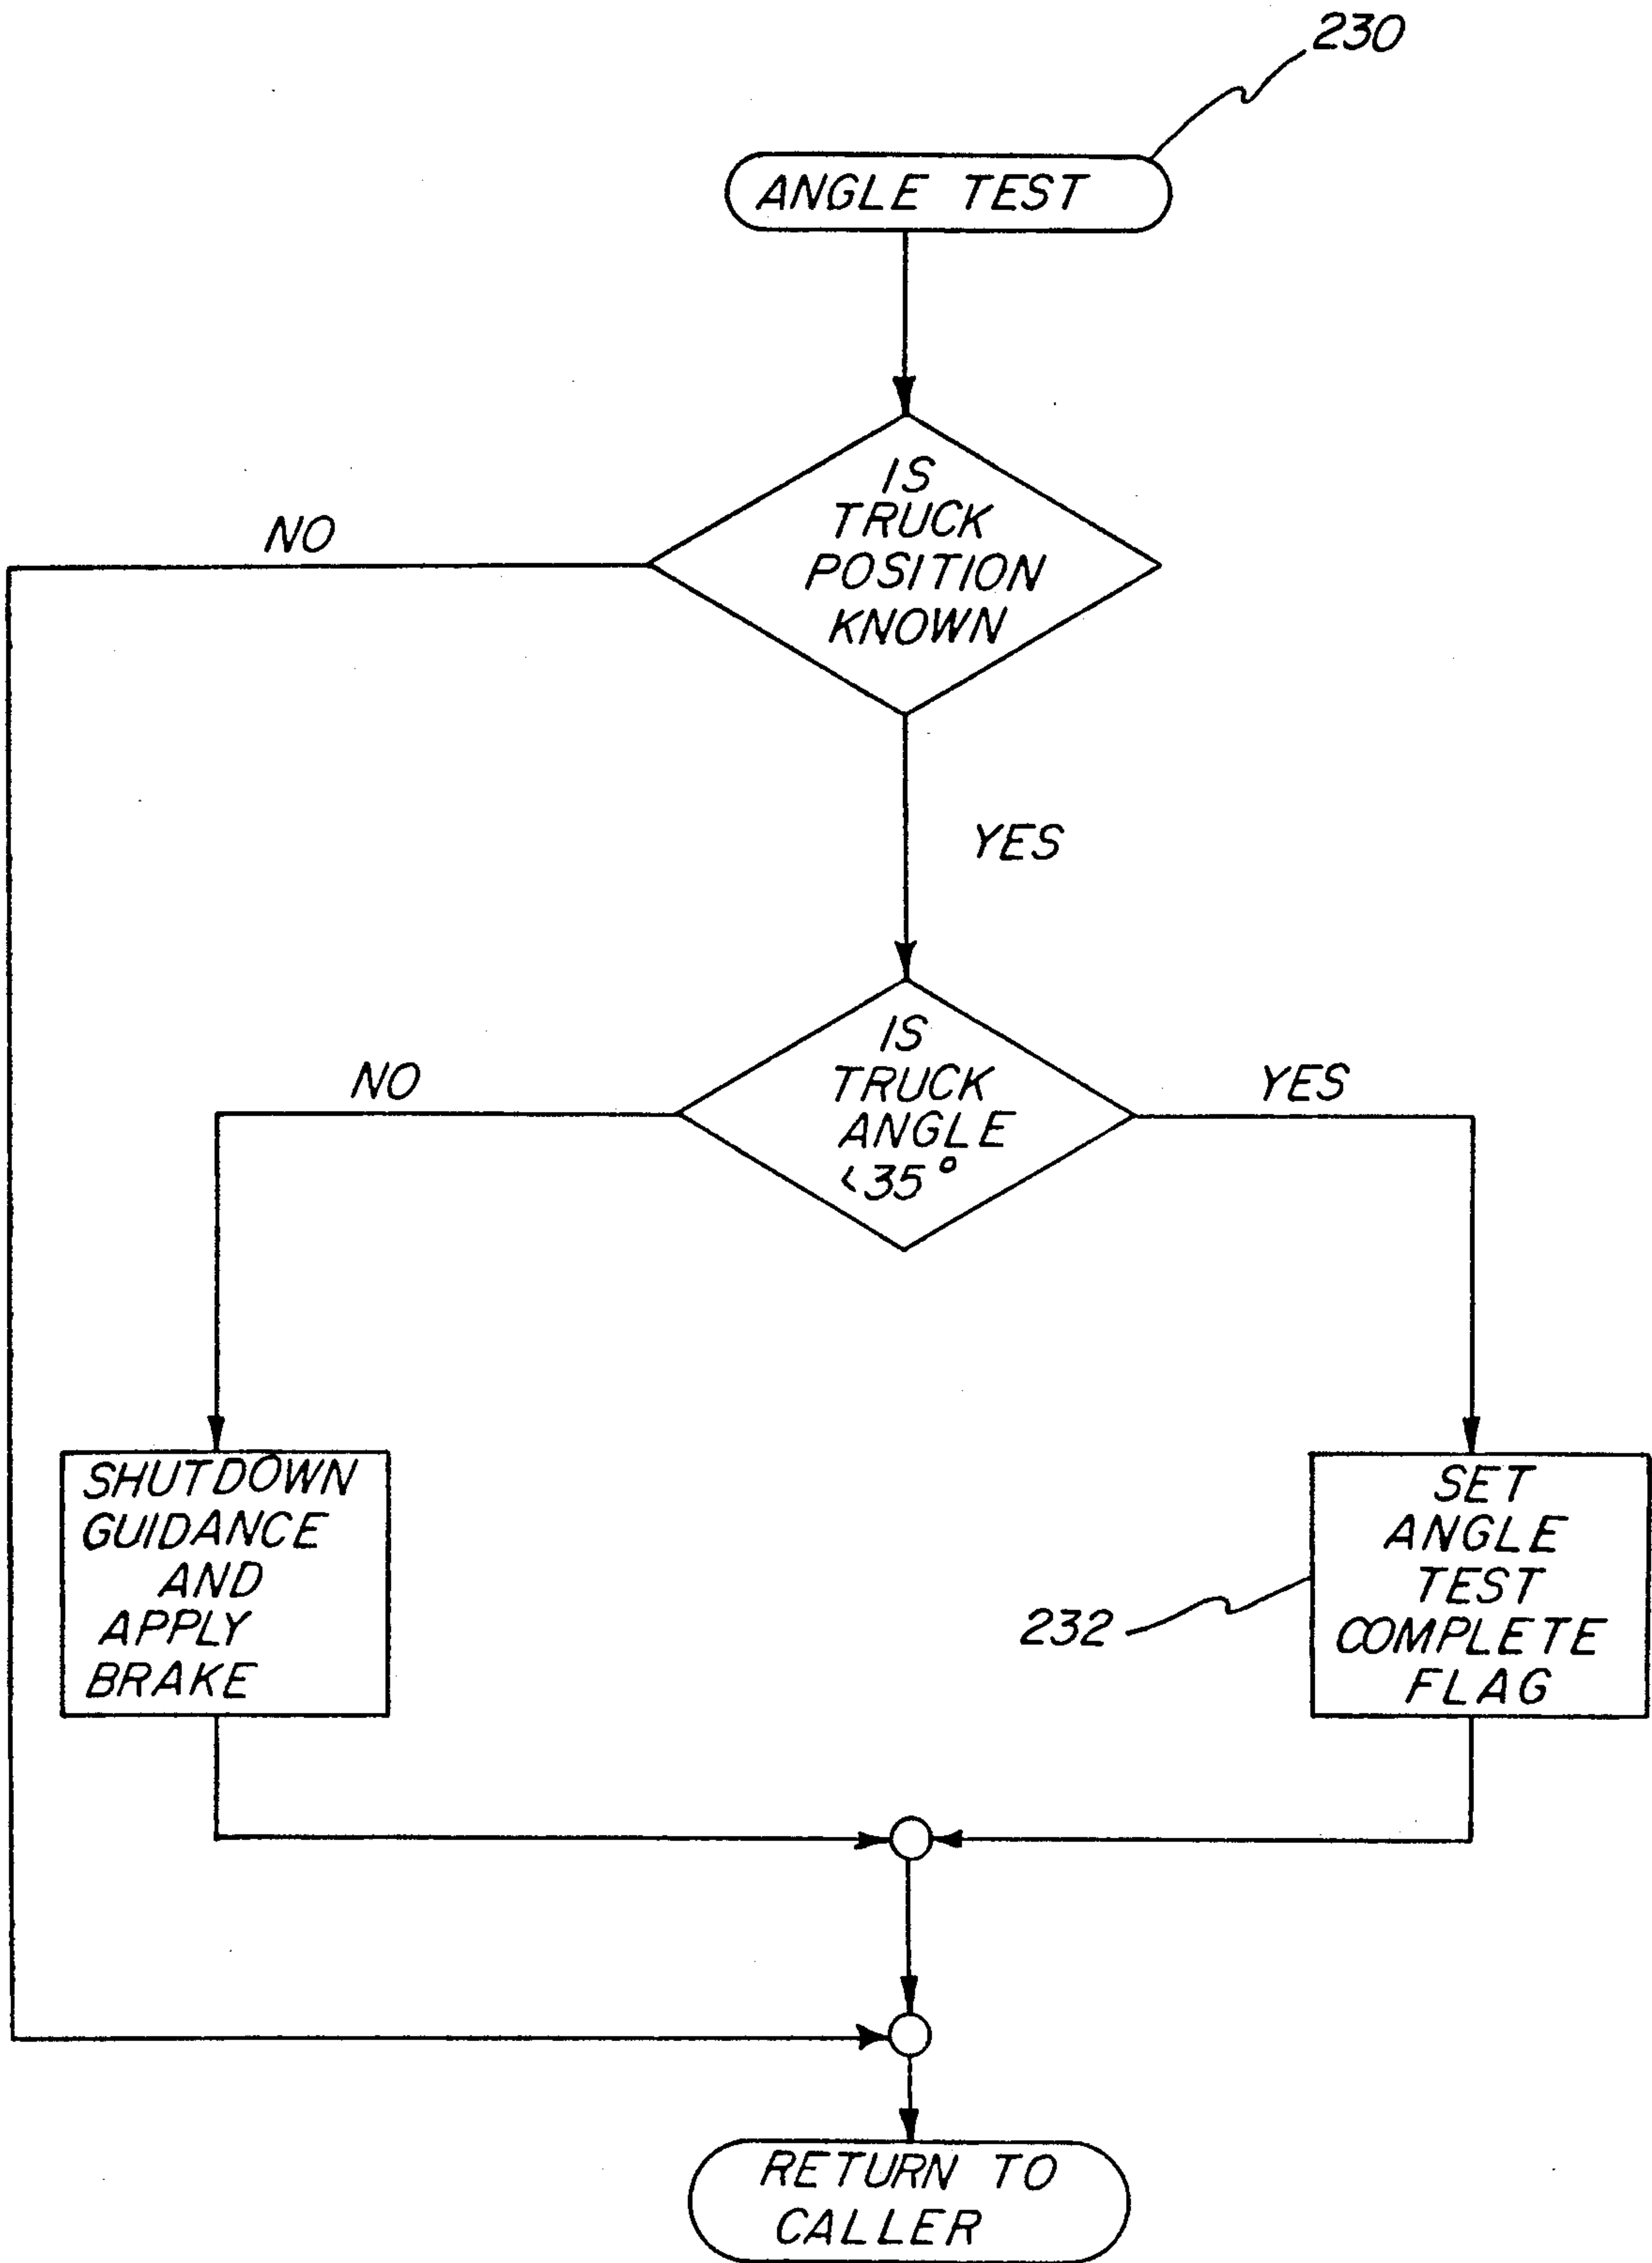 230
ANGLE TEST
IS
TRUCK
POSITION
KNOWN
NO
YES
IS
TRUCK
ANGLE
<35°
NO
YES
SHUTDOWN
GUIDANCE
AND
APPLY
BRAKE
SET
ANGLE
TEST
COMPLETE
FLAG
232
RETURN TO
CALLER